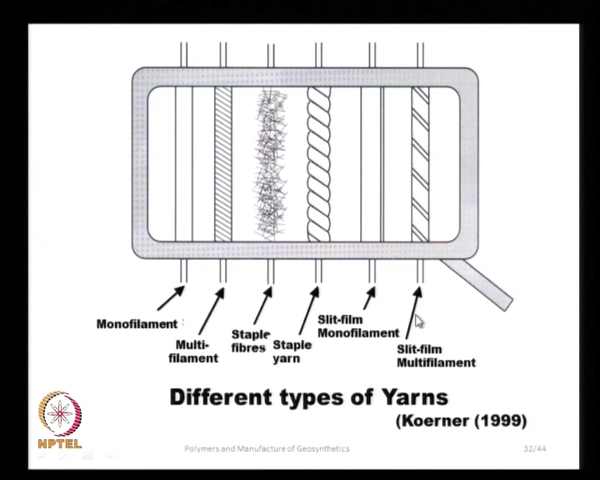 Monofilament
Multi-
filament
Staple
fibres
Staple
yarn
Slit-film
Monofilament
Slit-film
Multifilament
Different types of Yarns
(Koerner (1999)
NPTEL
Polymers and Manufacture of Geosynthetics
32/44